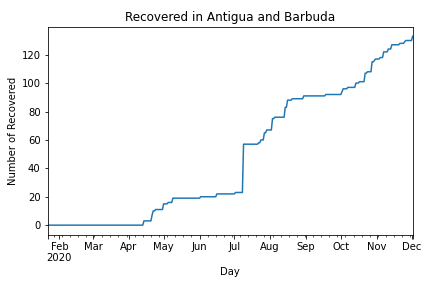 Recovered in Antigua and Barbuda
Number of Recovered
120
100
80
60
40
20
0
Feb Mar Apr May Jun Jul Aug Sep Oct Nov Dec
2020
Day